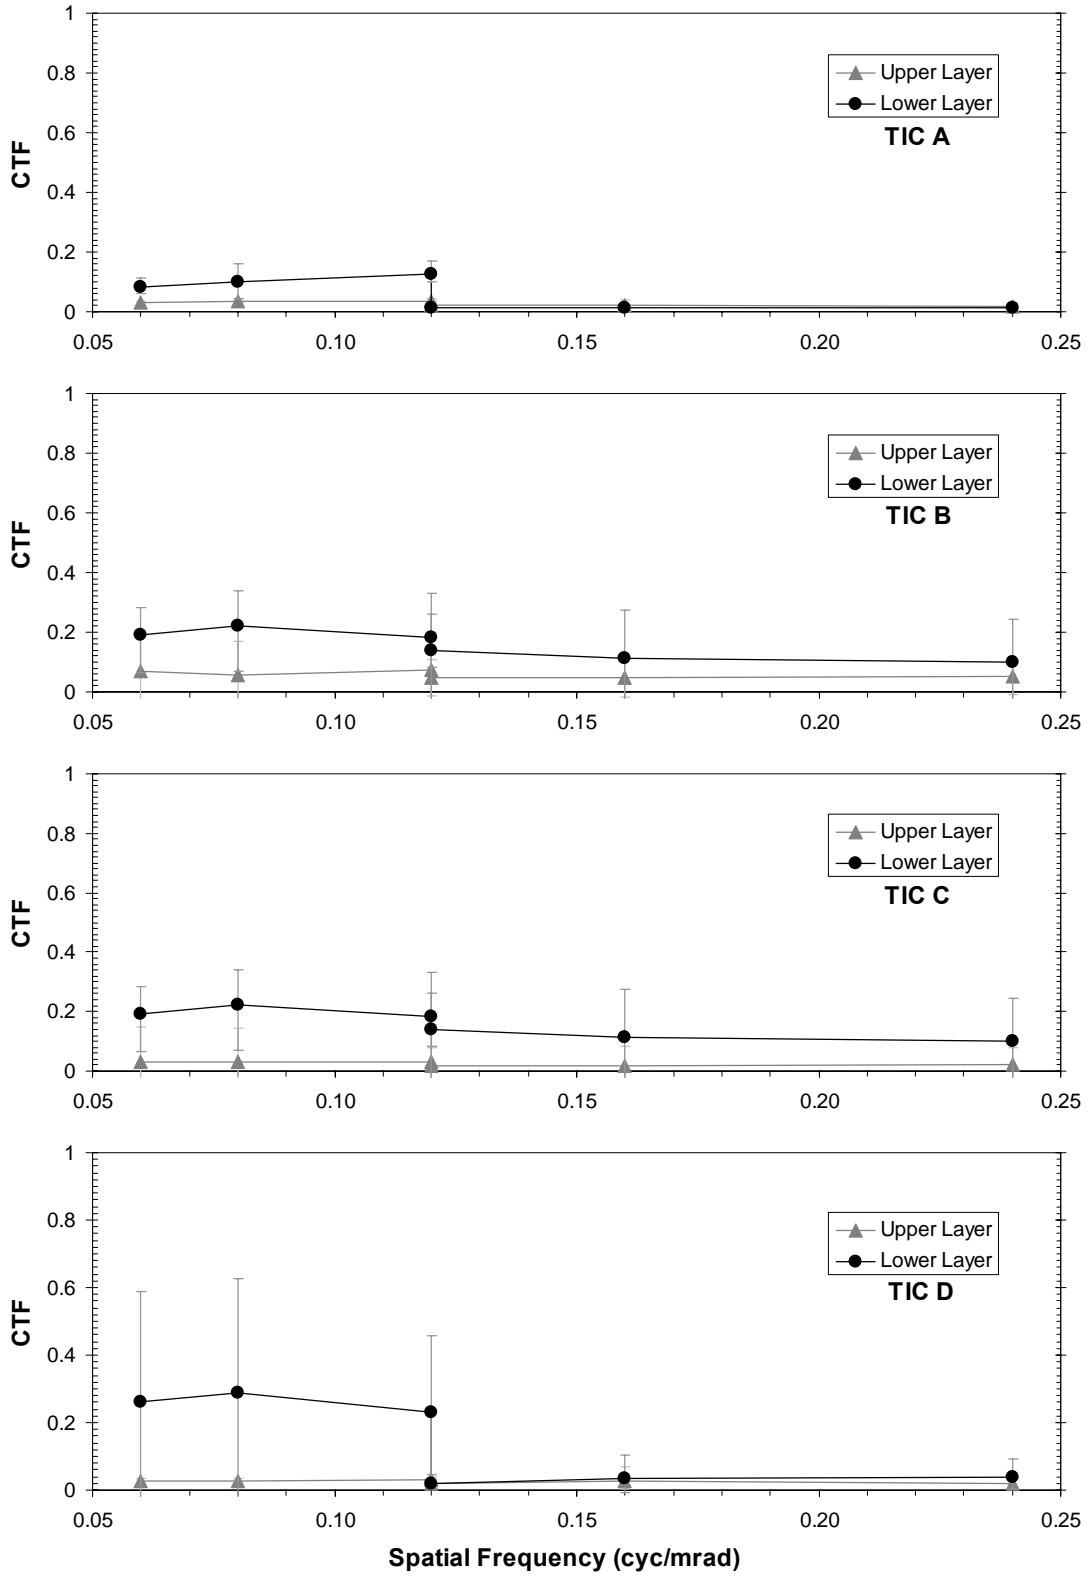 1
0.8
0.6
0.4
0.2
0
CTF
Upper Layer
Lower Layer
TIC A
0.05 0.10 0.15 0.20 0.25
1
0.8
0.6
0.4
0.2
0
CTF
Upper Layer
Lower Layer
TIC B
0.05 0.10 0.15 0.20 0.25
1
0.8
0.6
0.4
0.2
0
CTF
Upper Layer
Lower Layer
TIC C
0.05 0.10 0.15 0.20 0.25
1
0.8
0.6
0.4
0.2
0
CTF
Upper Layer
Lower Layer
TIC D
0.05 0.10 0.15 0.20 0.25
Spatial Frequency (cyc/mrad)